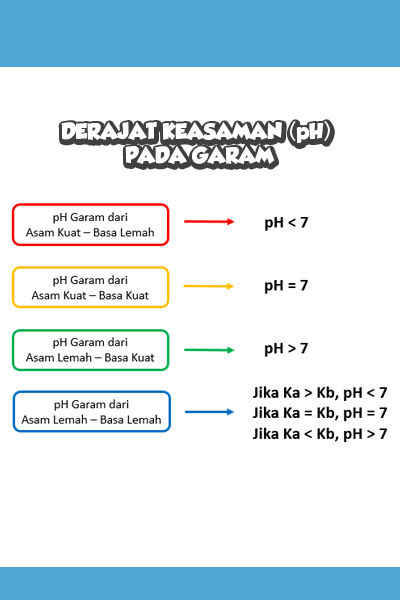 DERAJAT KEASAMAN (pH)
PADA GARAM
pH Garam dari
Asam Kuat – Basa Lemah
pH < 7
pH Garam dari
Asam Kuat – Basa Kuat
pH = 7
pH Garam dari
Asam Lemah – Basa Kuat
pH > 7
pH Garam dari
Asam Lemah – Basa Lemah
Jika Ka > Kb, pH < 7
Jika Ka = Kb, pH = 7
Jika Ka < Kb, pH > 7